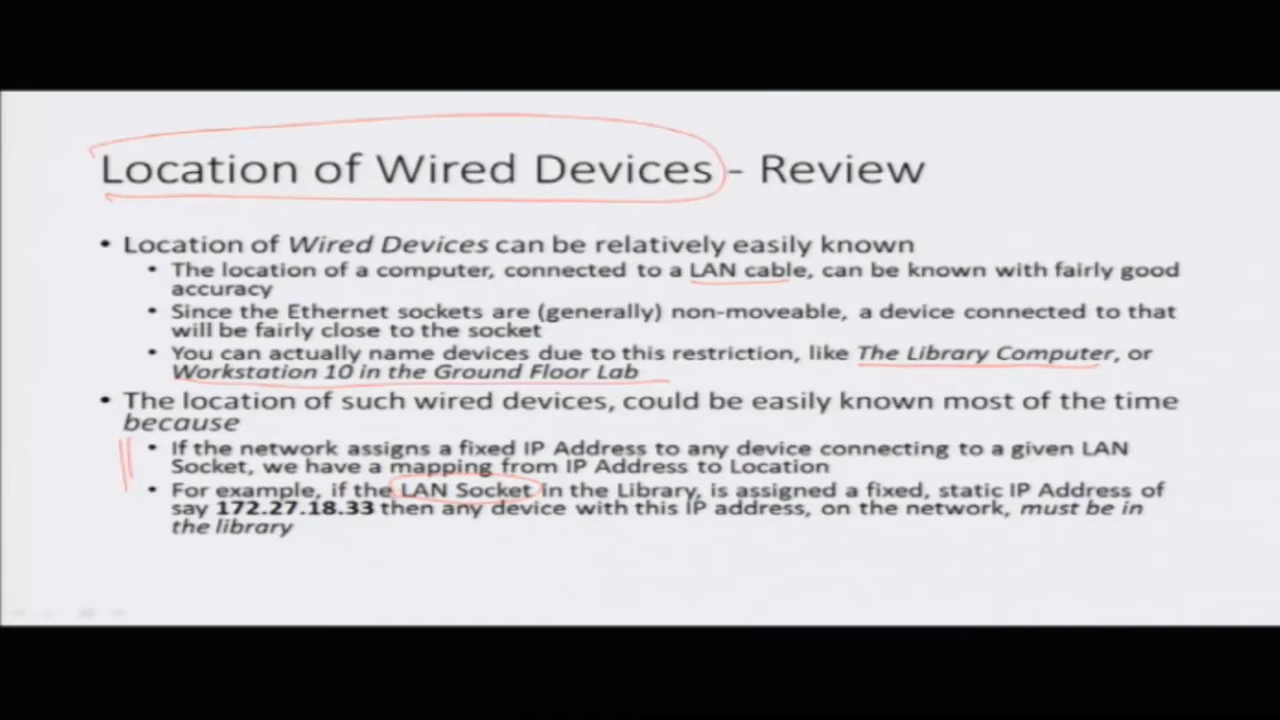 Location of Wired Devices - Review
• Location of Wired Devices can be relatively easily known
• The location of a computer, connected to a LAN cable, can be known with fairly good
accuracy
• Since the Ethernet sockets are (generally) non-moveable, a device connected to that
will be fairly close to the socket
• You can actually name devices due to this restriction, like The Library Computer, or
Workstation 10 in the Ground Floor Lab
• The location of such wired devices, could be easily known most of the time
because
• If the network assigns a fixed IP Address to any device connecting to a given LAN
Socket, we have a mapping from IP Address to Location
• For example, if the LAN Socket in the Library, is assigned a fixed, static IP Address of
say 172.27.18.33 then any device with this IP address, on the network, must be in
the library